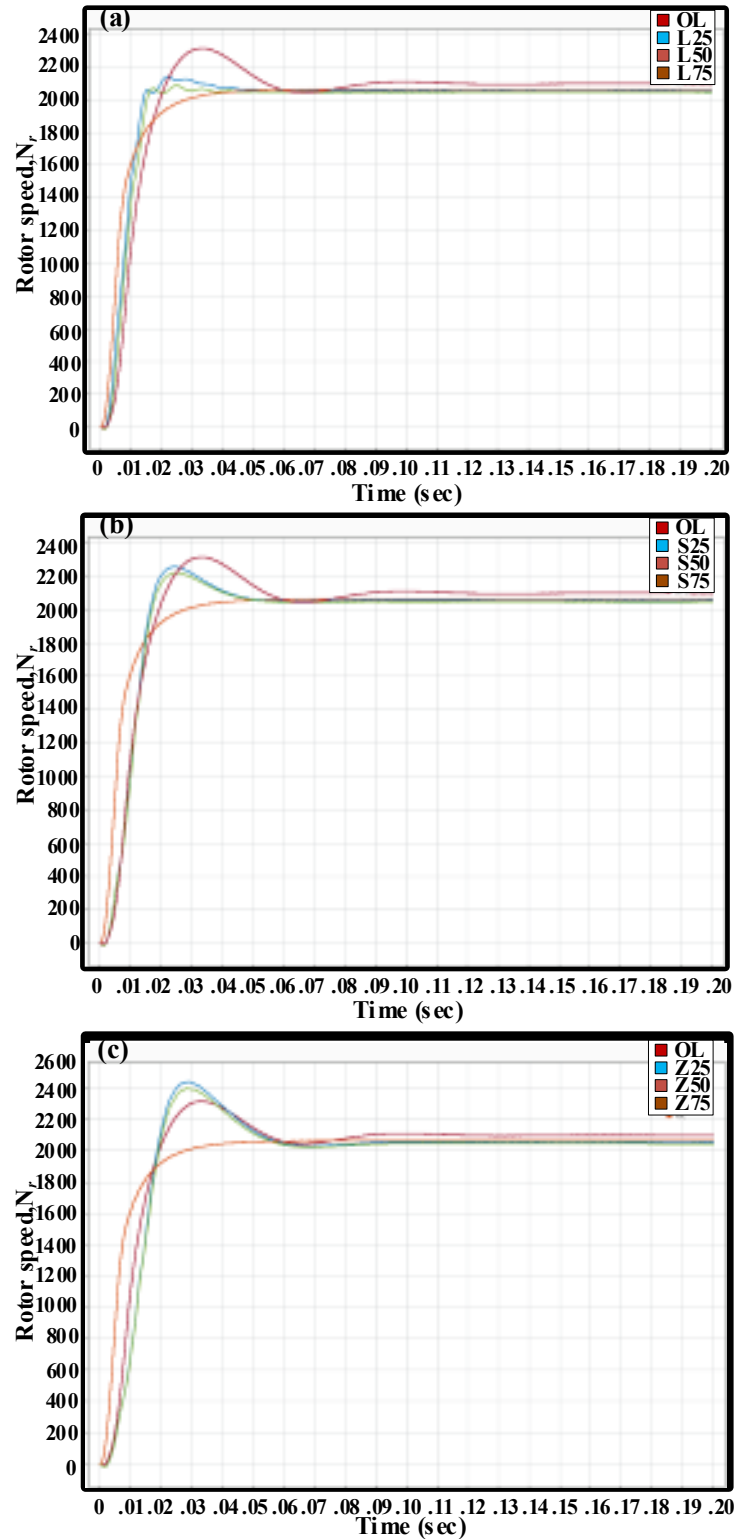 (a)
OL
L25
L50
L75
2400
2200
2000
1800
1600
1400
1200
1000
800
600
400
200
0
Rotor speed,Nr
0 .01 .02 .03 .04 .05 .06 .07 .08 .09 .10 .11 .12 .13 .14 .15 .16 .17 .18 .19 .20
Time (sec)
(b)
OL
S25
S50
S75
2400
2200
2000
1800
1600
1400
1200
1000
800
600
400
200
0
Rotor speed,Nr
0 .01 .02 .03 .04 .05 .06 .07 .08 .09 .10 .11 .12 .13 .14 .15 .16 .17 .18 .19 .20
Time (sec)
(c)
OL
Z25
Z50
Z75
2600
2400
2200
2000
1800
1600
1400
1200
1000
800
600
400
200
0
Rotor speed,Nr
0 .01 .02 .03 .04 .05 .06 .07 .08 .09 .10 .11 .12 .13 .14 .15 .16 .17 .18 .19 .20
Time (sec)